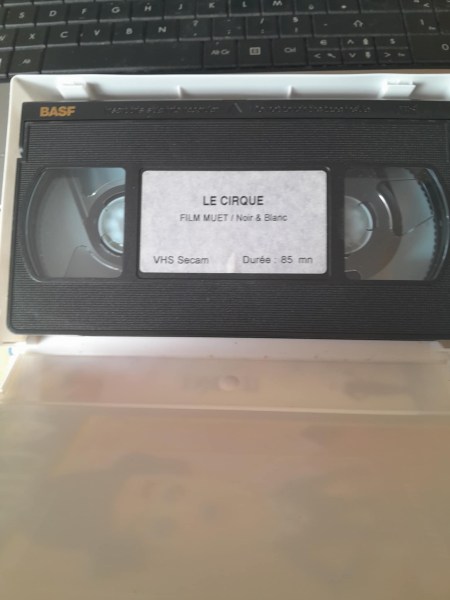 BASF
LE CIRQUE
FILM MUET / Noir & Blanc
VHS Secam Durée : 85 mn